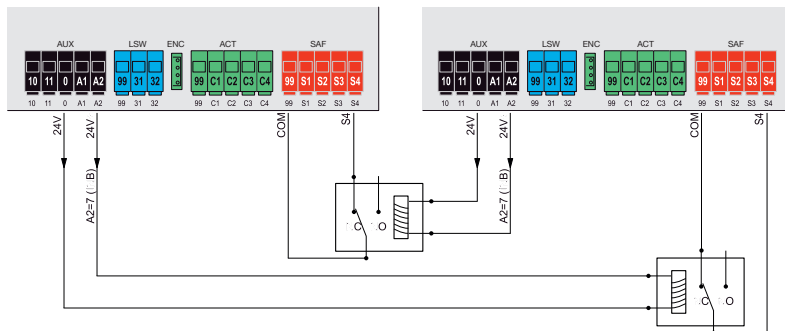 AUX LSW ENC ACT SAF
10 11 0 A1 A2 99 31 32 99 C1 C2 C3 C4 99 S1 S2 S3 S4
10 11 0 A1 A2 99 31 32 99 C1 C2 C3 C4 99 S1 S2 S3 S4
24V 24V COM S4
A2=7
.C .O
AUX LSW ENC ACT SAF
10 11 0 A1 A2 99 31 32 99 C1 C2 C3 C4 99 S1 S2 S3 S4
10 11 0 A1 A2 99 31 32 99 C1 C2 C3 C4 99 S1 S2 S3 S4
24V 24V COM S4
A2=7
.C .O